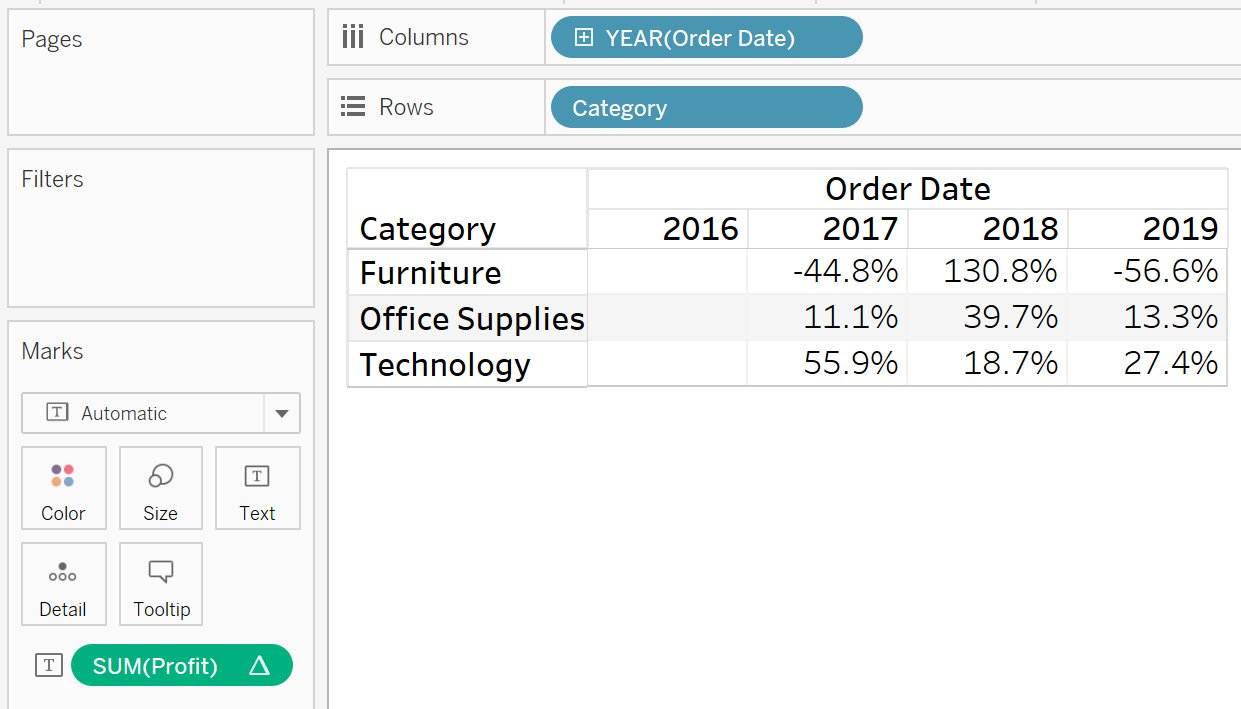 Pages
Columns
YEAR(Order Date)
Rows
Category
Filters
Order Date
Category 2016 2017 2018 2019
Furniture -44.8% 130.8% -56.6%
Office Supplies 11.1% 39.7% 13.3%
Technology 55.9% 18.7% 27.4%
Marks
T Automatic
T
Color Size Text
Detail Tooltip
T SUM(Profit) Δ